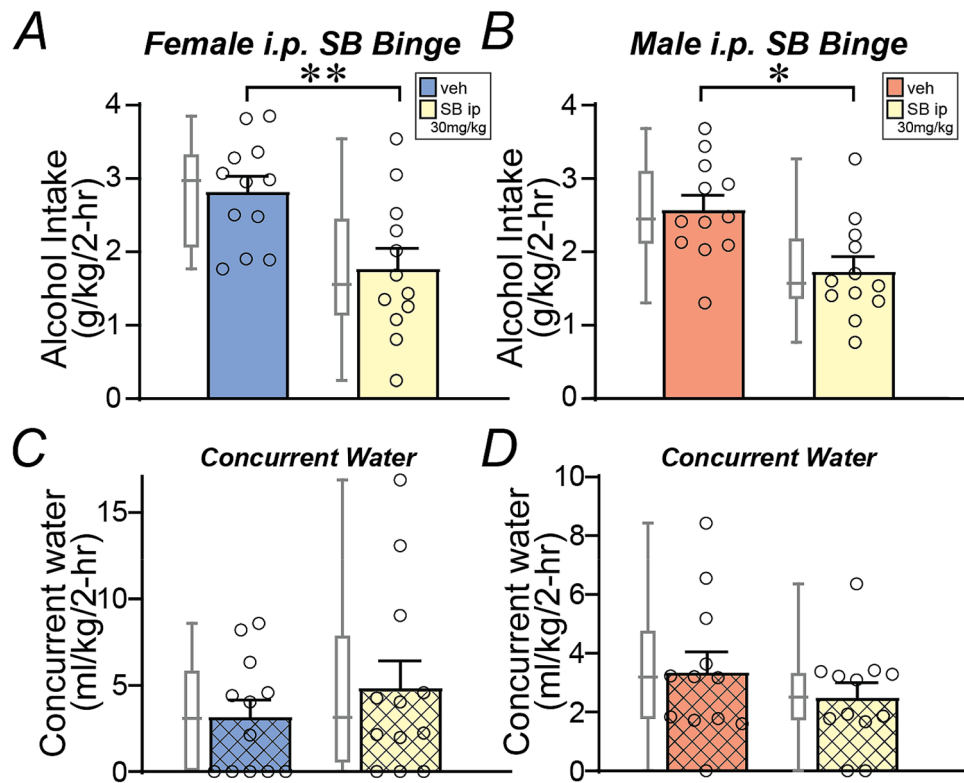 A
Female i.p. SB Binge
**
veh
SB ip
30mg/kg
Alcohol Intake
(g/kg/2-hr)
4
3
2
1
0
B
Male i.p. SB Binge
*
veh
SB ip
30mg/kg
Alcohol Intake
(g/kg/2-hr)
4
3
2
1
0
C
Concurrent Water
Concurrent water
(ml/kg/2-hr)
15
10
5
0
D
Concurrent Water
Concurrent water
(ml/kg/2-hr)
10
8
6
4
2
0